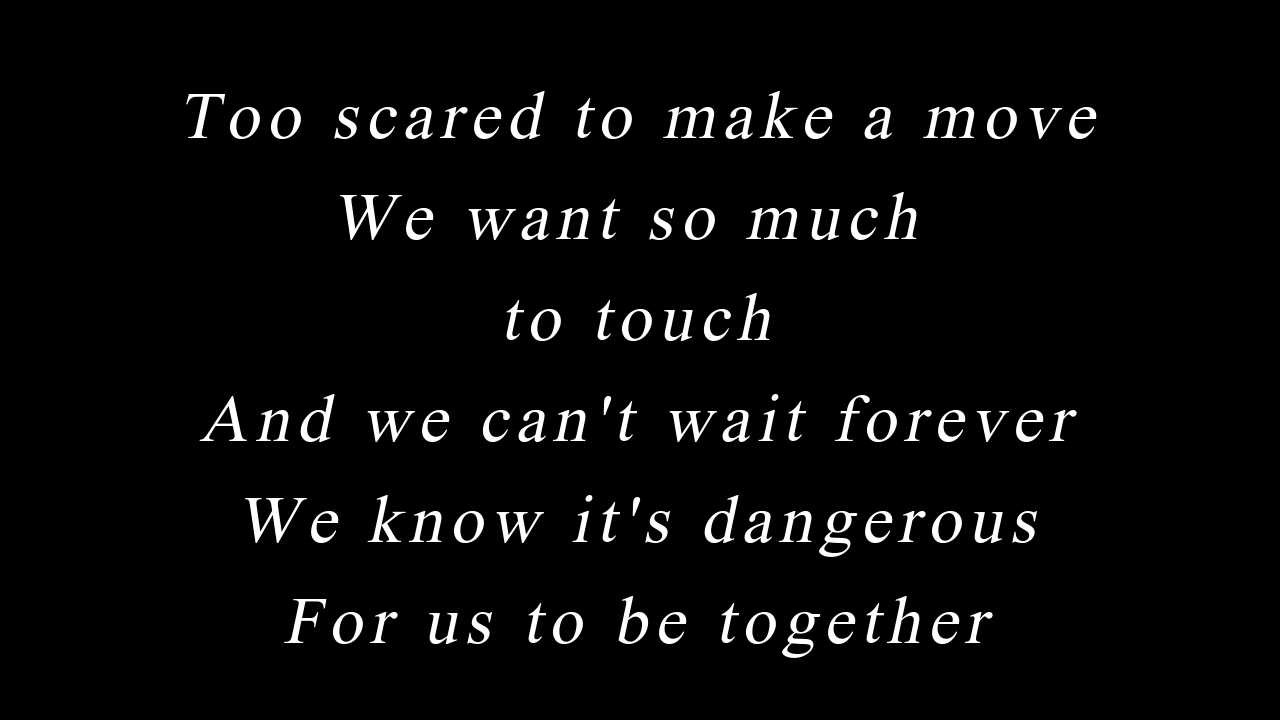 Too scared to make a move
We want so much
to touch
And we can't wait forever
We know it's dangerous
For us to be together